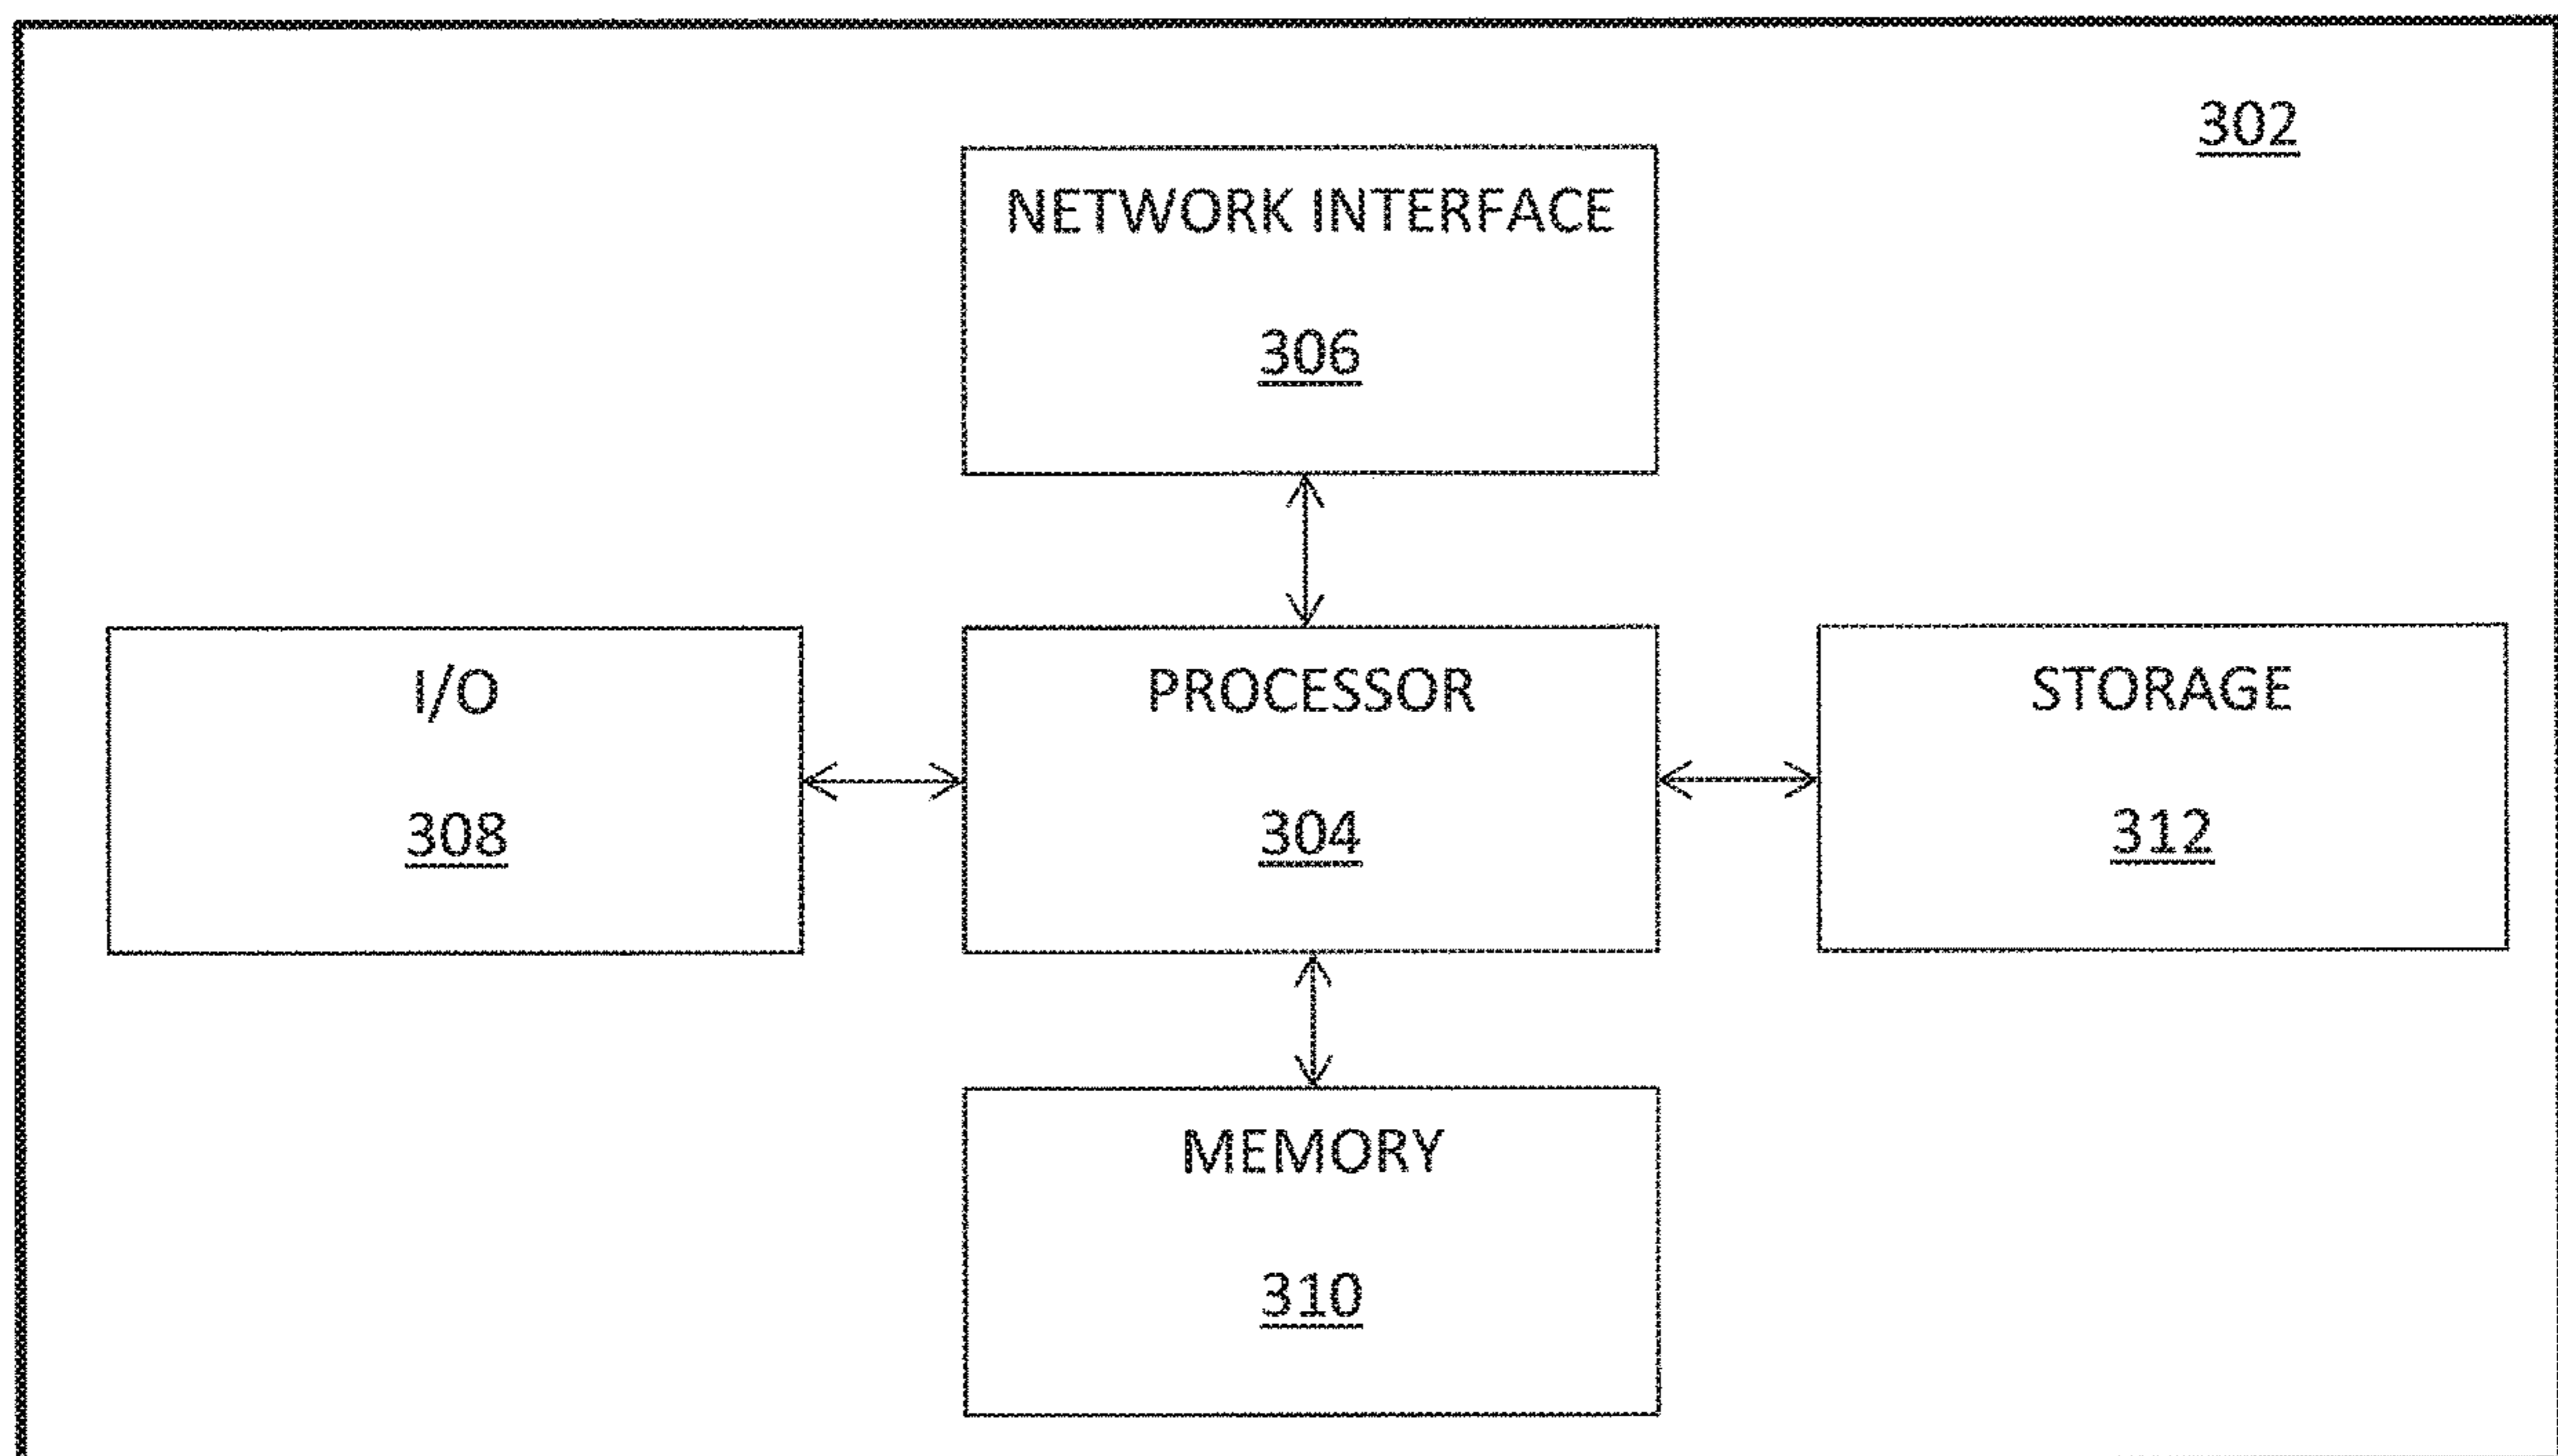 302
NETWORK INTERFACE
306
I/O
308
PROCESSOR
304
STORAGE
312
MEMORY
310